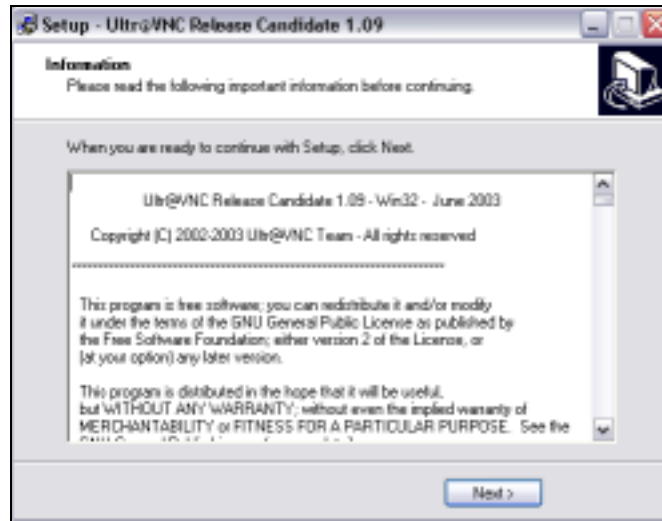 Setup - Ultr@VNC Release Candidate 1.09
Information
Please read the following important information before continuing.
When you are ready to continue with Setup, click Next.
Ultr@VNC Release Candidate 1.09 - Win32 - June 2003
Copyright (C) 2002-2003 Ultr@VNC Team - All rights reserved
This program is free software; you can redistribute it and/or modify
it under the terms of the GNU General Public License as published by
the Free Software Foundation; either version 2 of the License, or
(at your option) any later version.
This program is distributed in the hope that it will be useful,
but WITHOUT ANY WARRANTY; without even the implied warranty of
MERCHANTABILITY or FITNESS FOR A PARTICULAR PURPOSE. See the
Next >